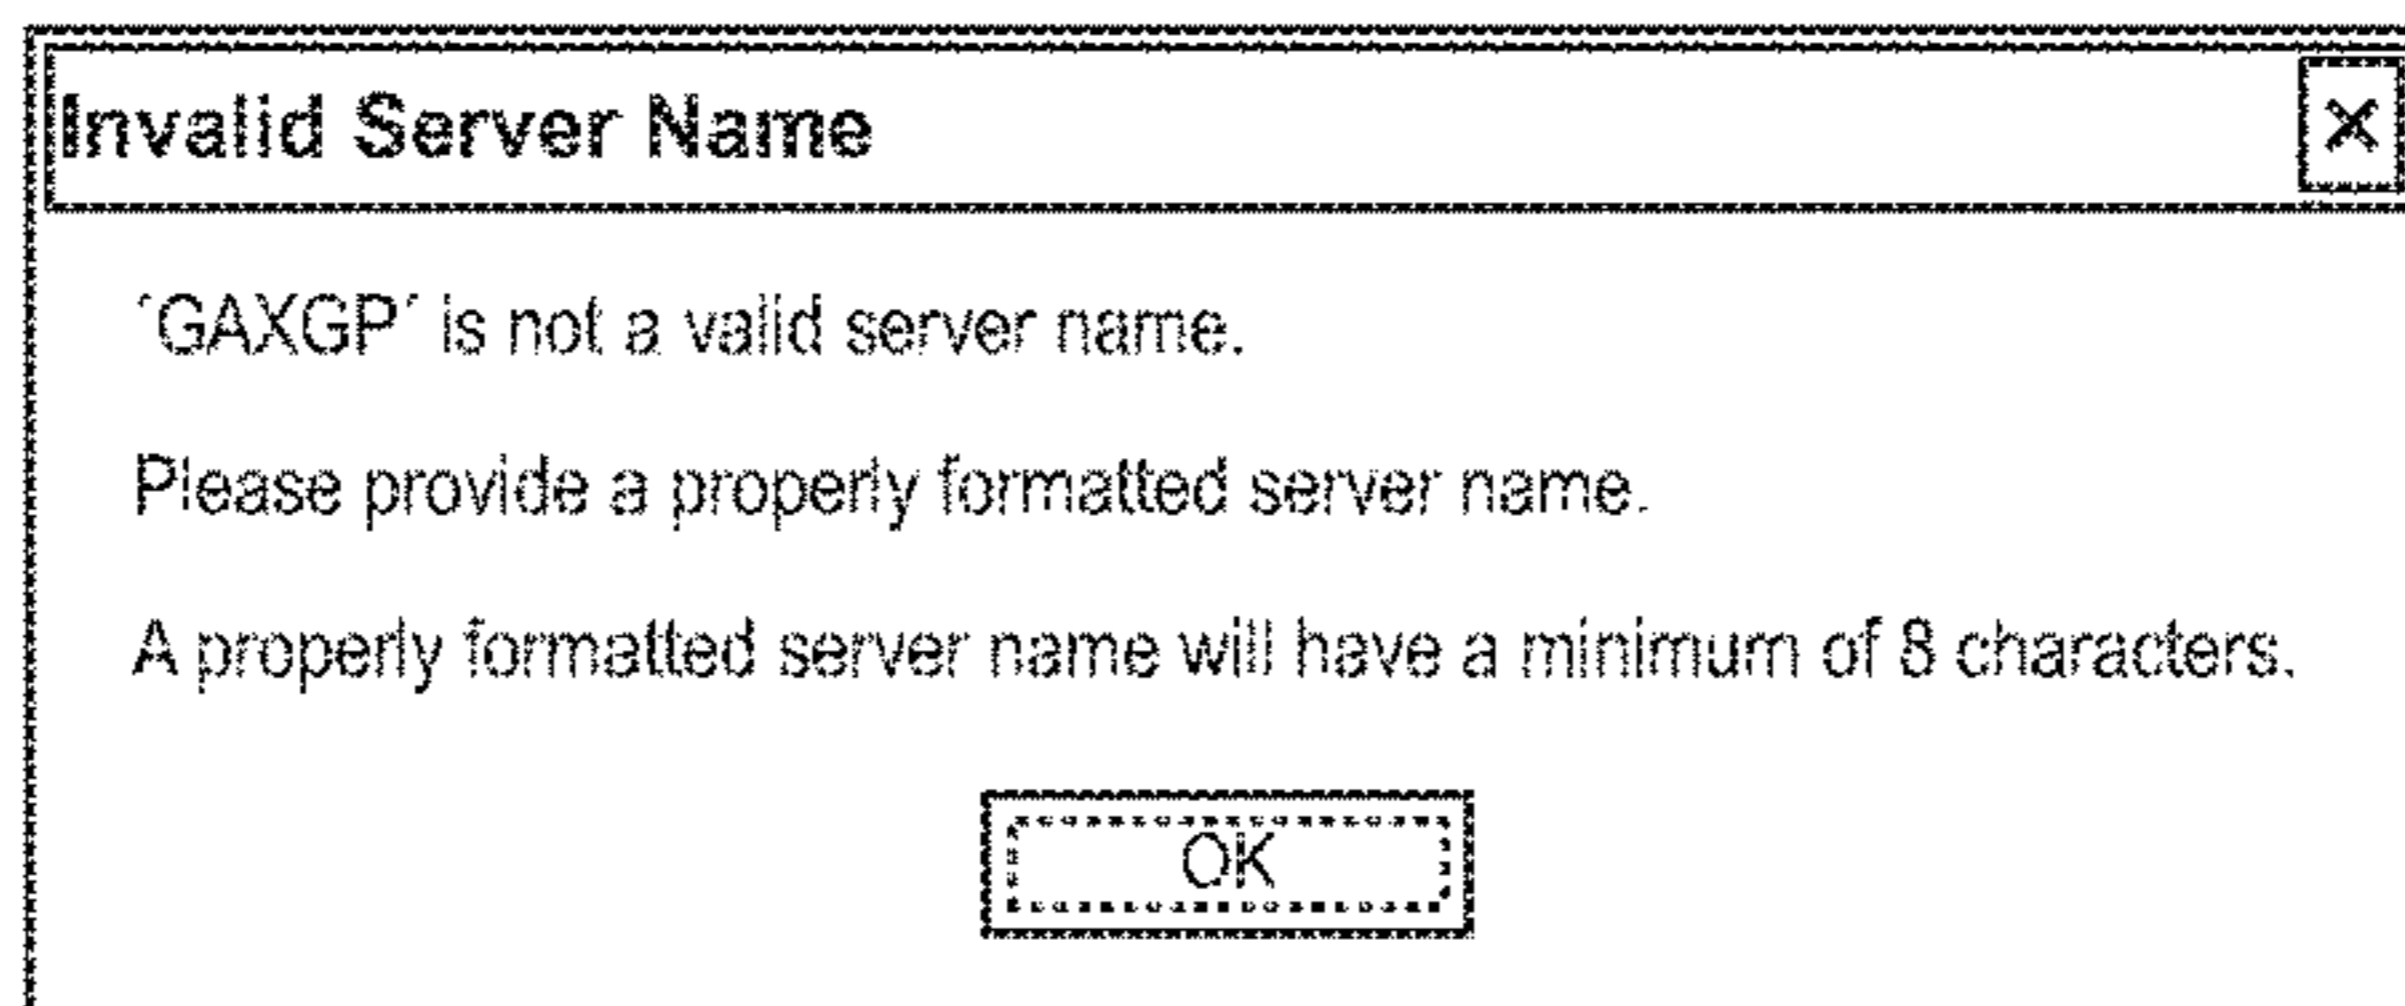 Invalid Server Name
´GAXGP´ is not a valid server name.
Please provide a properly formatted server name.
A properly formatted server name will have a minimum of 8 characters.
OK